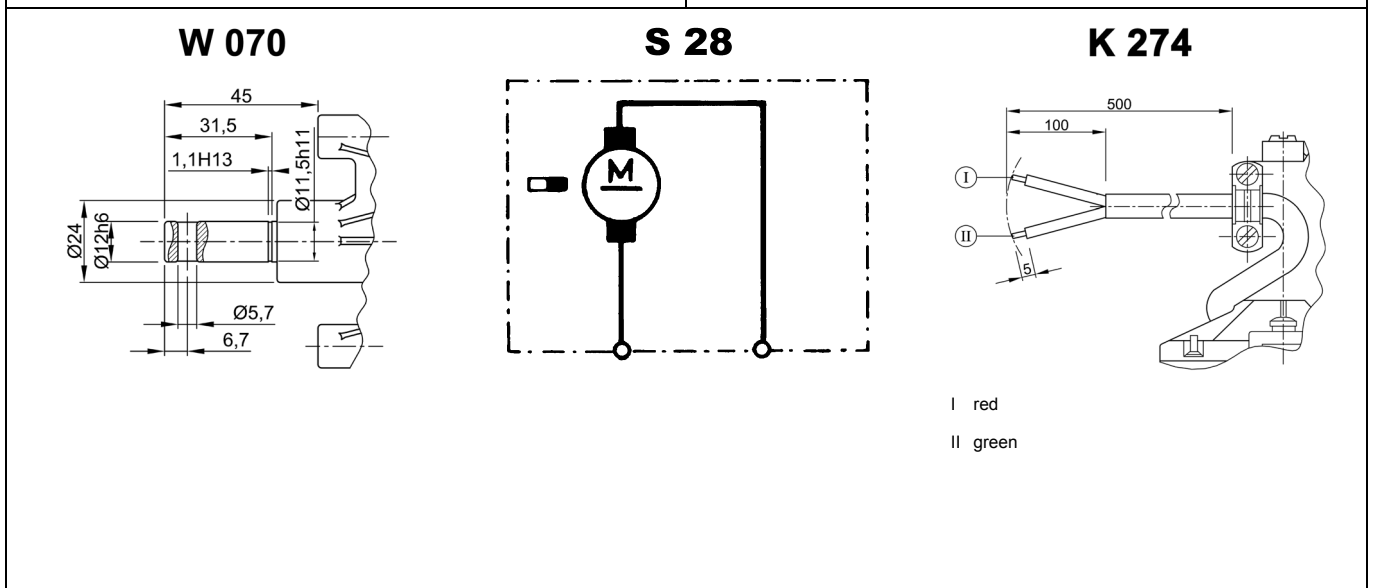 W 070
S 28
K 274
45
31,5
1,1H13
Ø11,5h11
Ø24
Ø12h6
Ø5,7
6,7
M
500
100
I
II
5
I red
II green